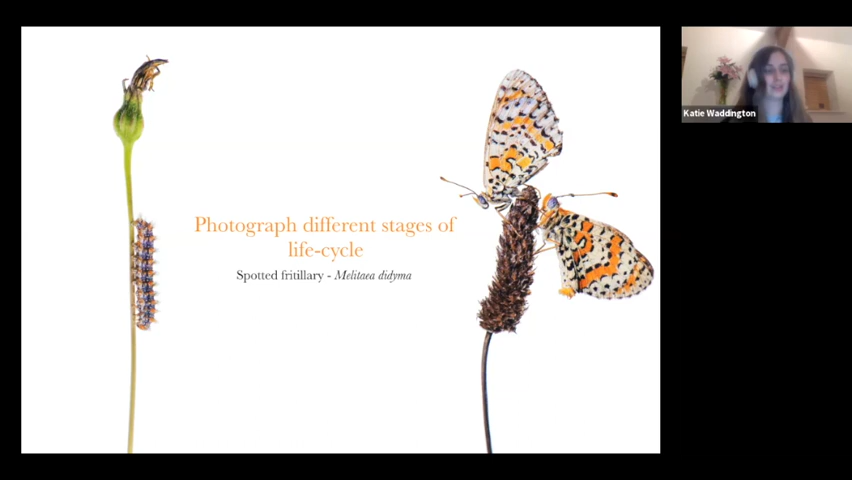 Photograph different stages of
life-cycle
Spotted fritillary - Melitaea didyma
Katie Waddington